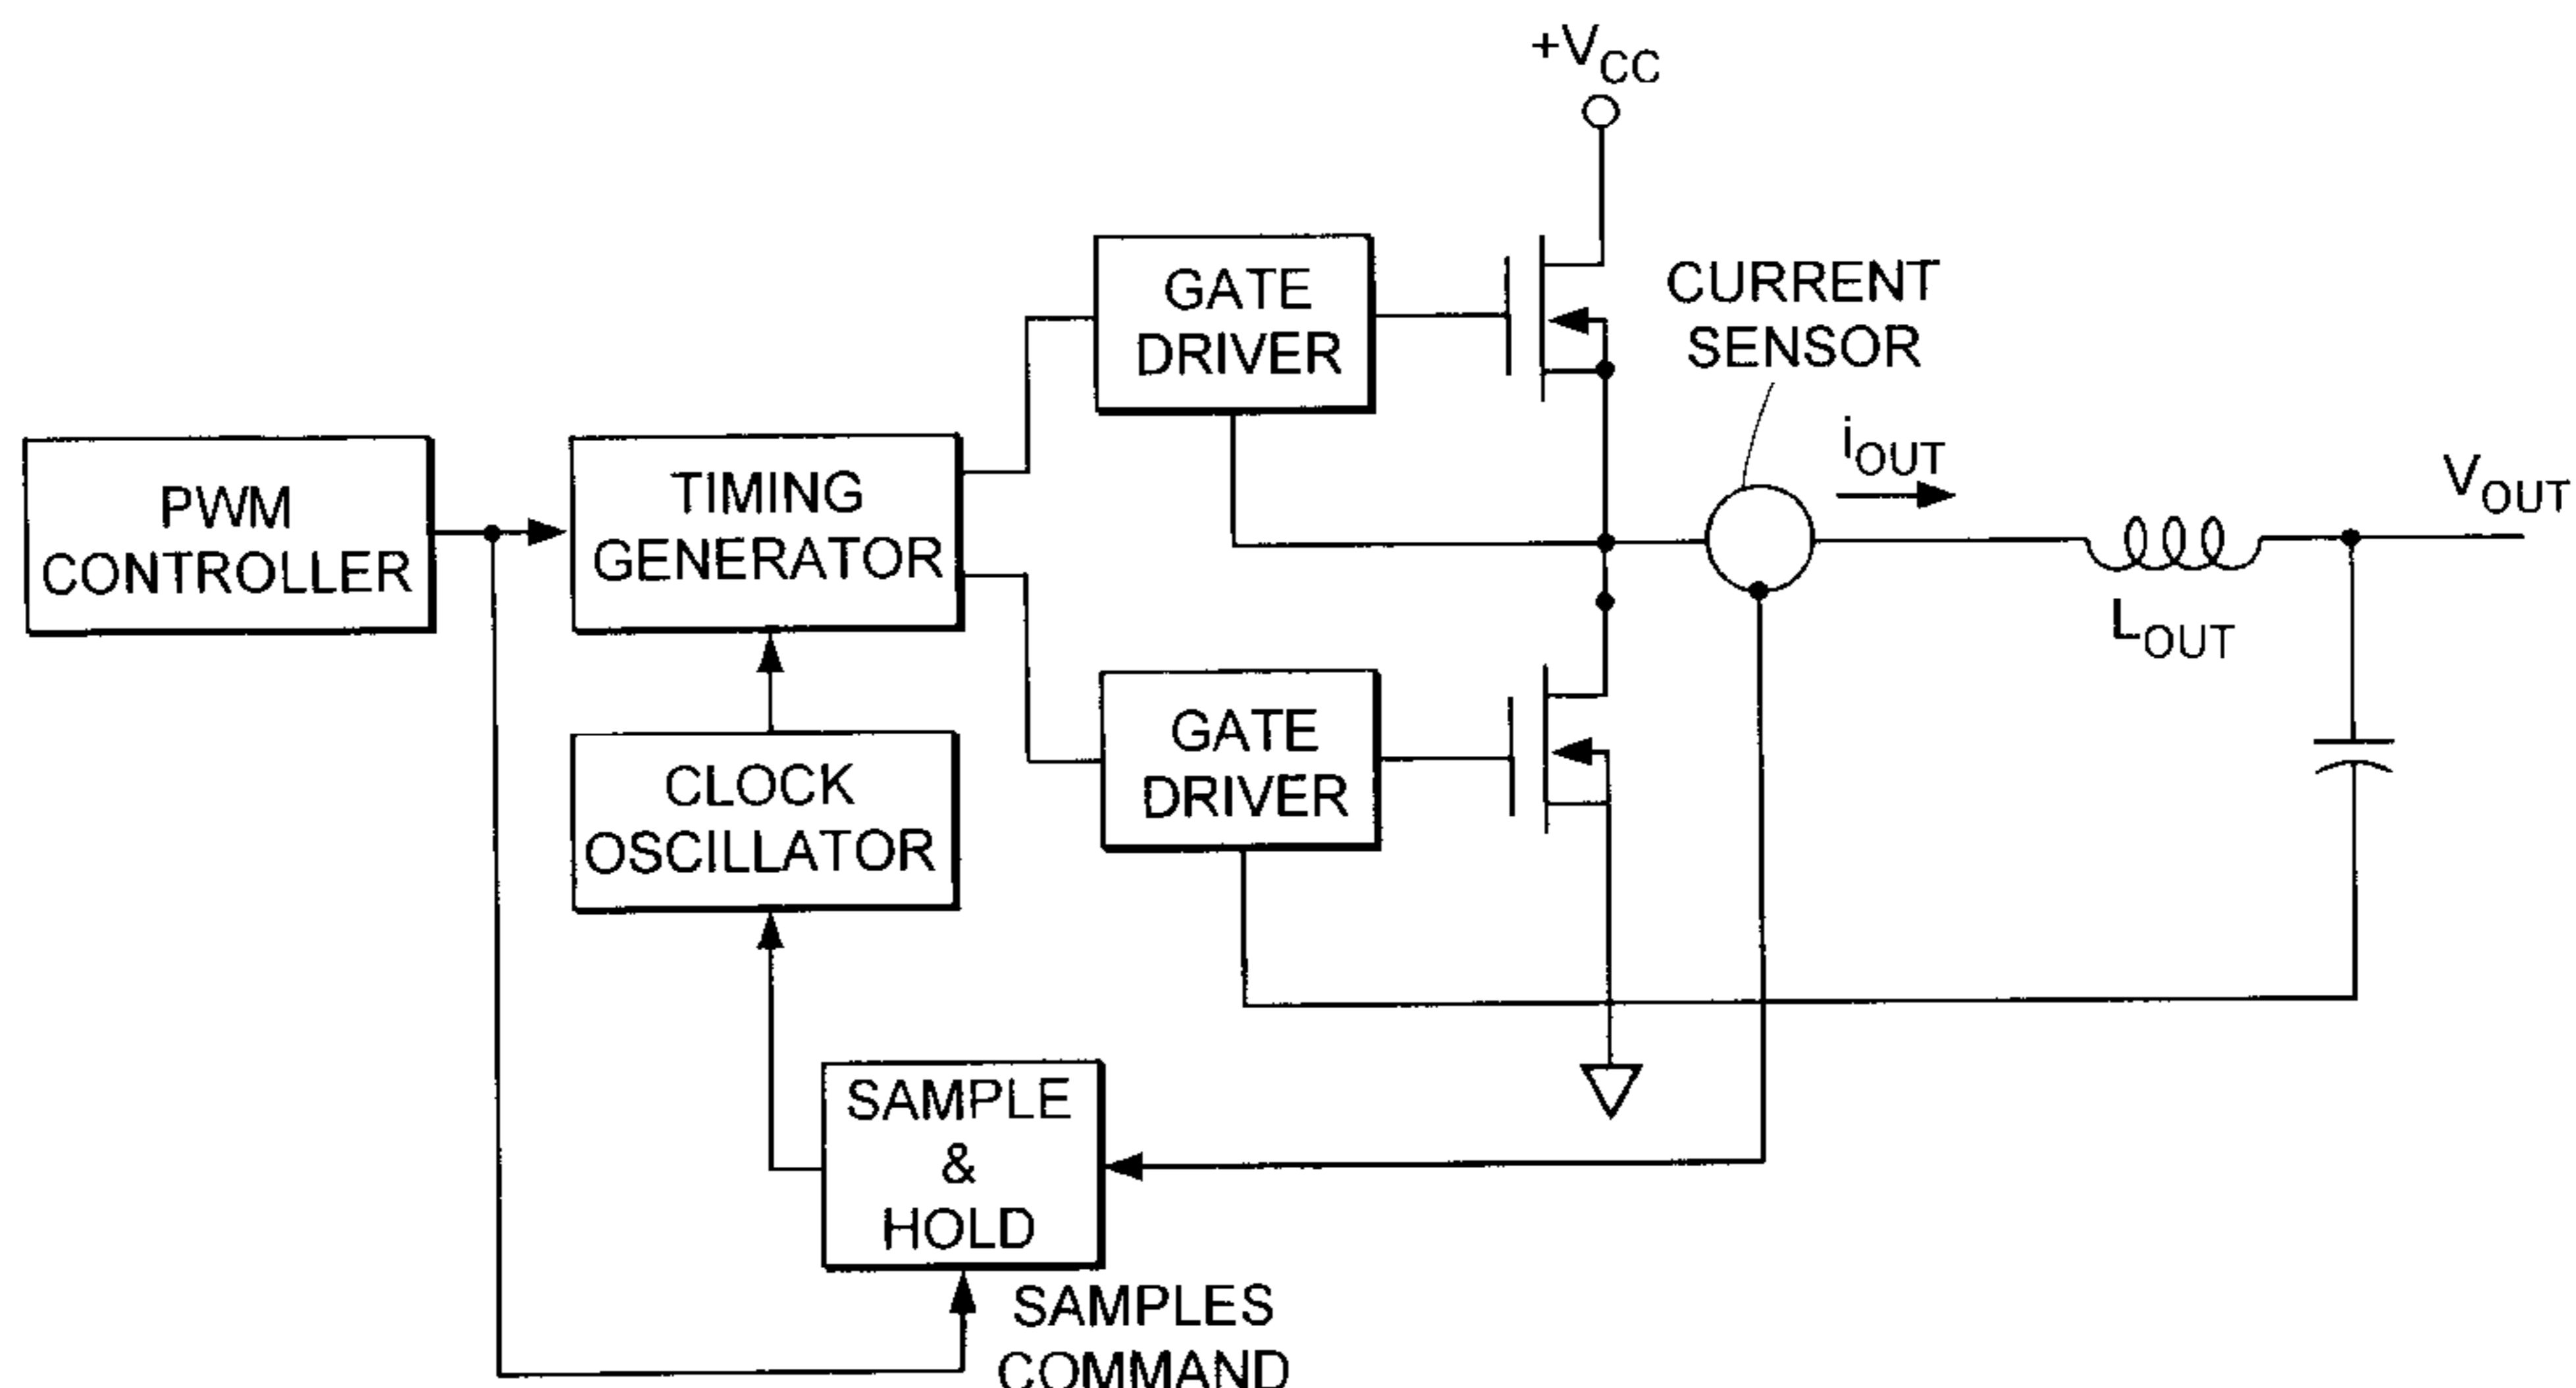 +VCC
GATE
DRIVER
CURRENT
SENSOR
iOUT
VOUT
PWM
CONTROLLER
TIMING
GENERATOR
LOUT
GATE
DRIVER
CLOCK
OSCILLATOR
SAMPLE
&
HOLD
SAMPLES
COMMAND